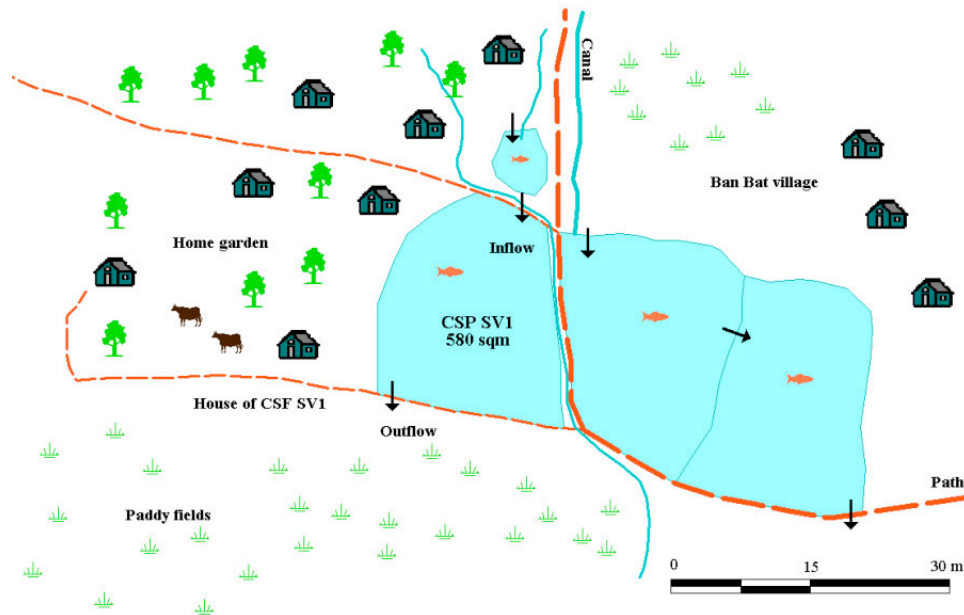 Canal
Ban Bat village
Home garden
Inflow
CSP SV1
580 sqm
House of CSF SV1
Outflow
Path
Paddy fields
0 15 30 m